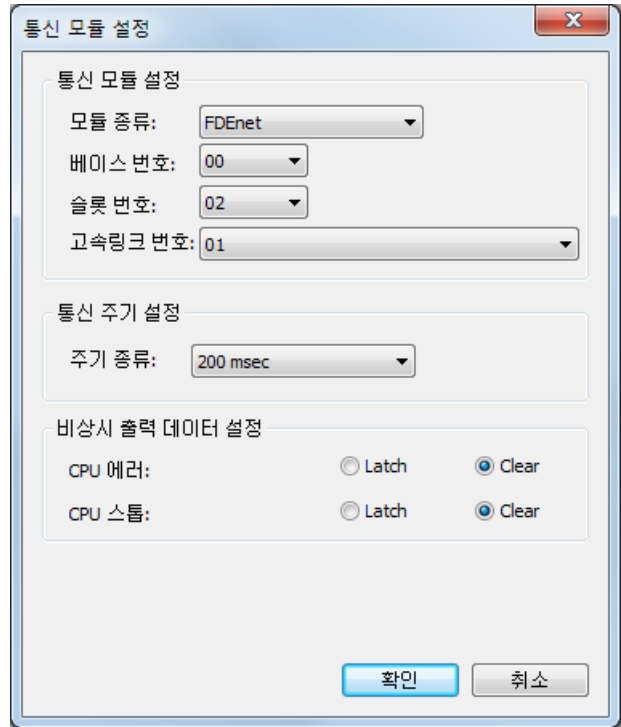 통신 모듈 설정
통신 모듈 설정
모듈 종류: FDEnet
베이스 번호: 00
슬롯 번호: 02
고속링크 번호: 01
통신 주기 설정
주기 종류: 200 msec
비상시 출력 데이터 설정
CPU 에러: Latch Clear
CPU 스톱: Latch Clear
확인 취소